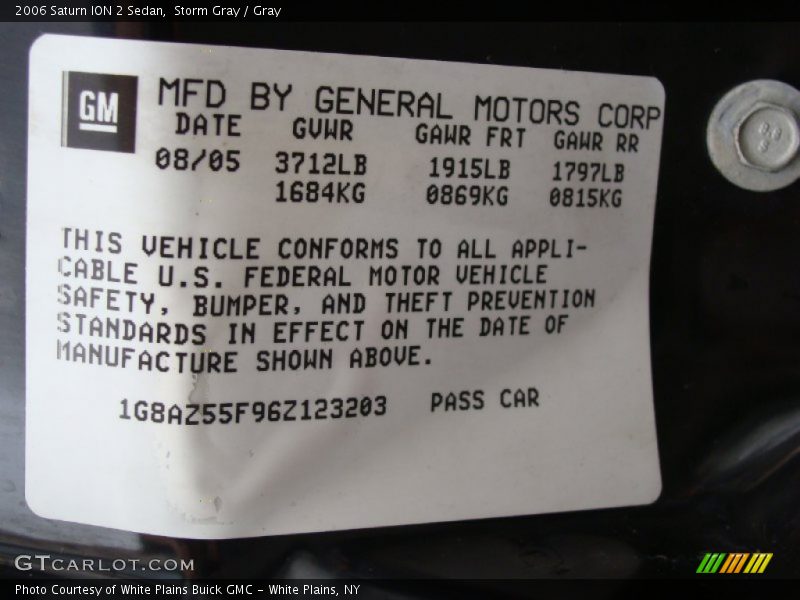 2006 Saturn ION 2 Sedan,  Storm Gray / Gray
GM
MFD BY GENERAL MOTORS CORP
DATE GVWR GAWR FRT GAWR RR
08/05 3712LB 1915LB 1797LB
1684KG 0869KG 0815KG
THIS VEHICLE CONFORMS TO ALL APPLI-
CABLE U.S. FEDERAL MOTOR VEHICLE
SAFETY, BUMPER, AND THEFT PREVENTION
STANDARDS IN EFFECT ON THE DATE OF
MANUFACTURE SHOWN ABOVE.
1G8AZ55F96Z123203 PASS CAR
GTCARLOT.COM
Photo Courtesy of White Plains Buick GMC - White Plains, NY